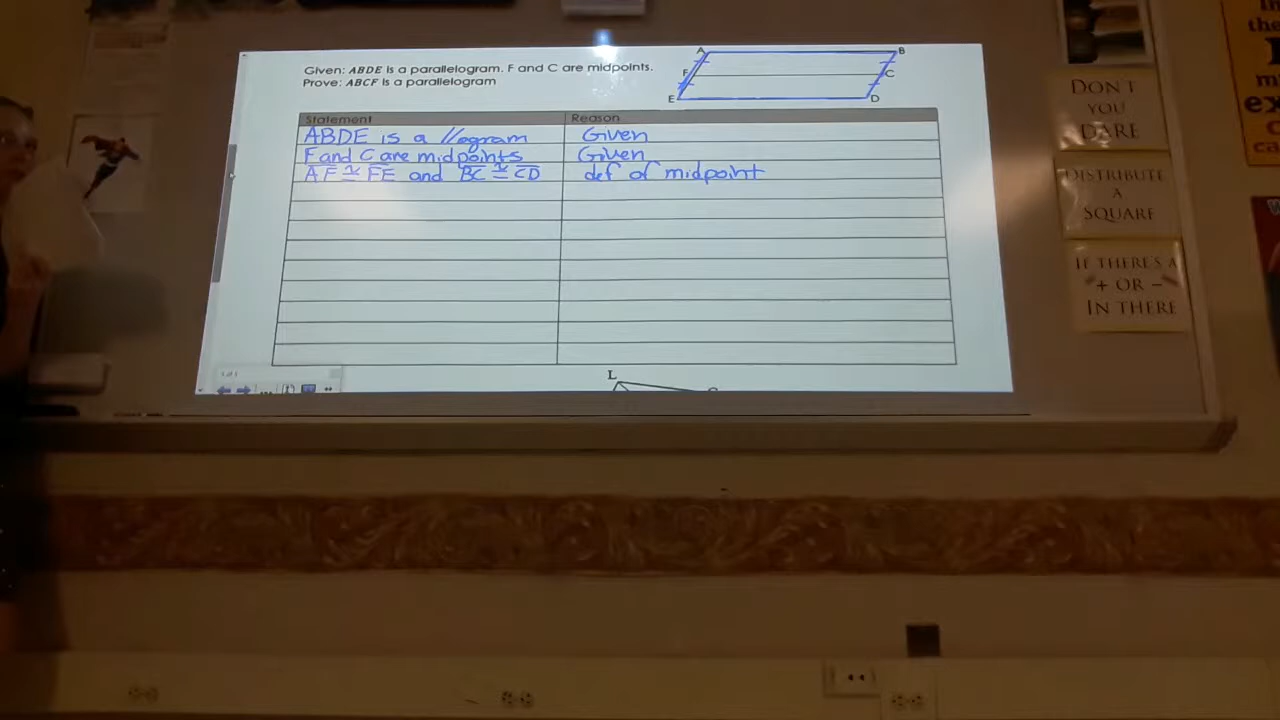 Given: ABDE is a parallelogram. F and C are midpoints.
Prove: ABCF is a parallelogram
A B
F C
E D
Statement Reason
ABDE is a //ogram Given
F and C are midpoints Given
AF ≅ FE and BC ≅ CD def of midpoint
L
DON'T
YOU
DARE
DISTRIBUTE
A
SQUARE
IF THERE'S A
+ OR -
IN THERE
the
ex